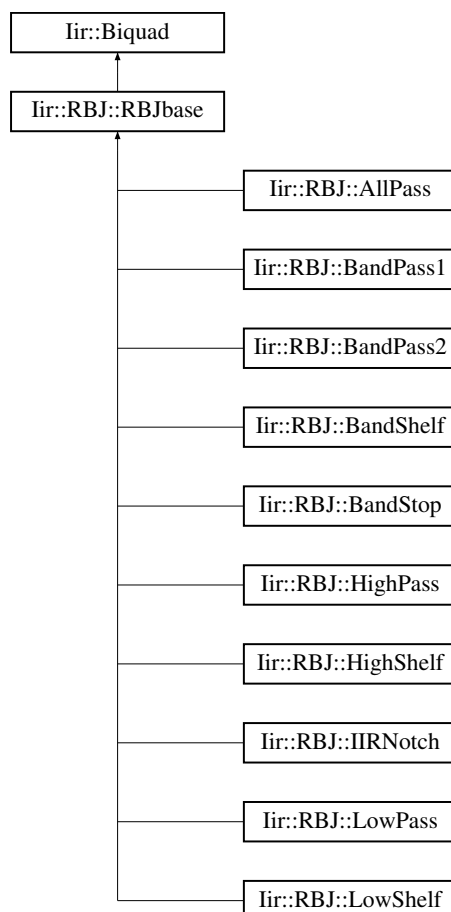 Iir::Biquad
Iir::RBJ::RBJbase
Iir::RBJ::AllPass
Iir::RBJ::BandPass1
Iir::RBJ::BandPass2
Iir::RBJ::BandShelf
Iir::RBJ::BandStop
Iir::RBJ::HighPass
Iir::RBJ::HighShelf
Iir::RBJ::IIRNotch
Iir::RBJ::LowPass
Iir::RBJ::LowShelf